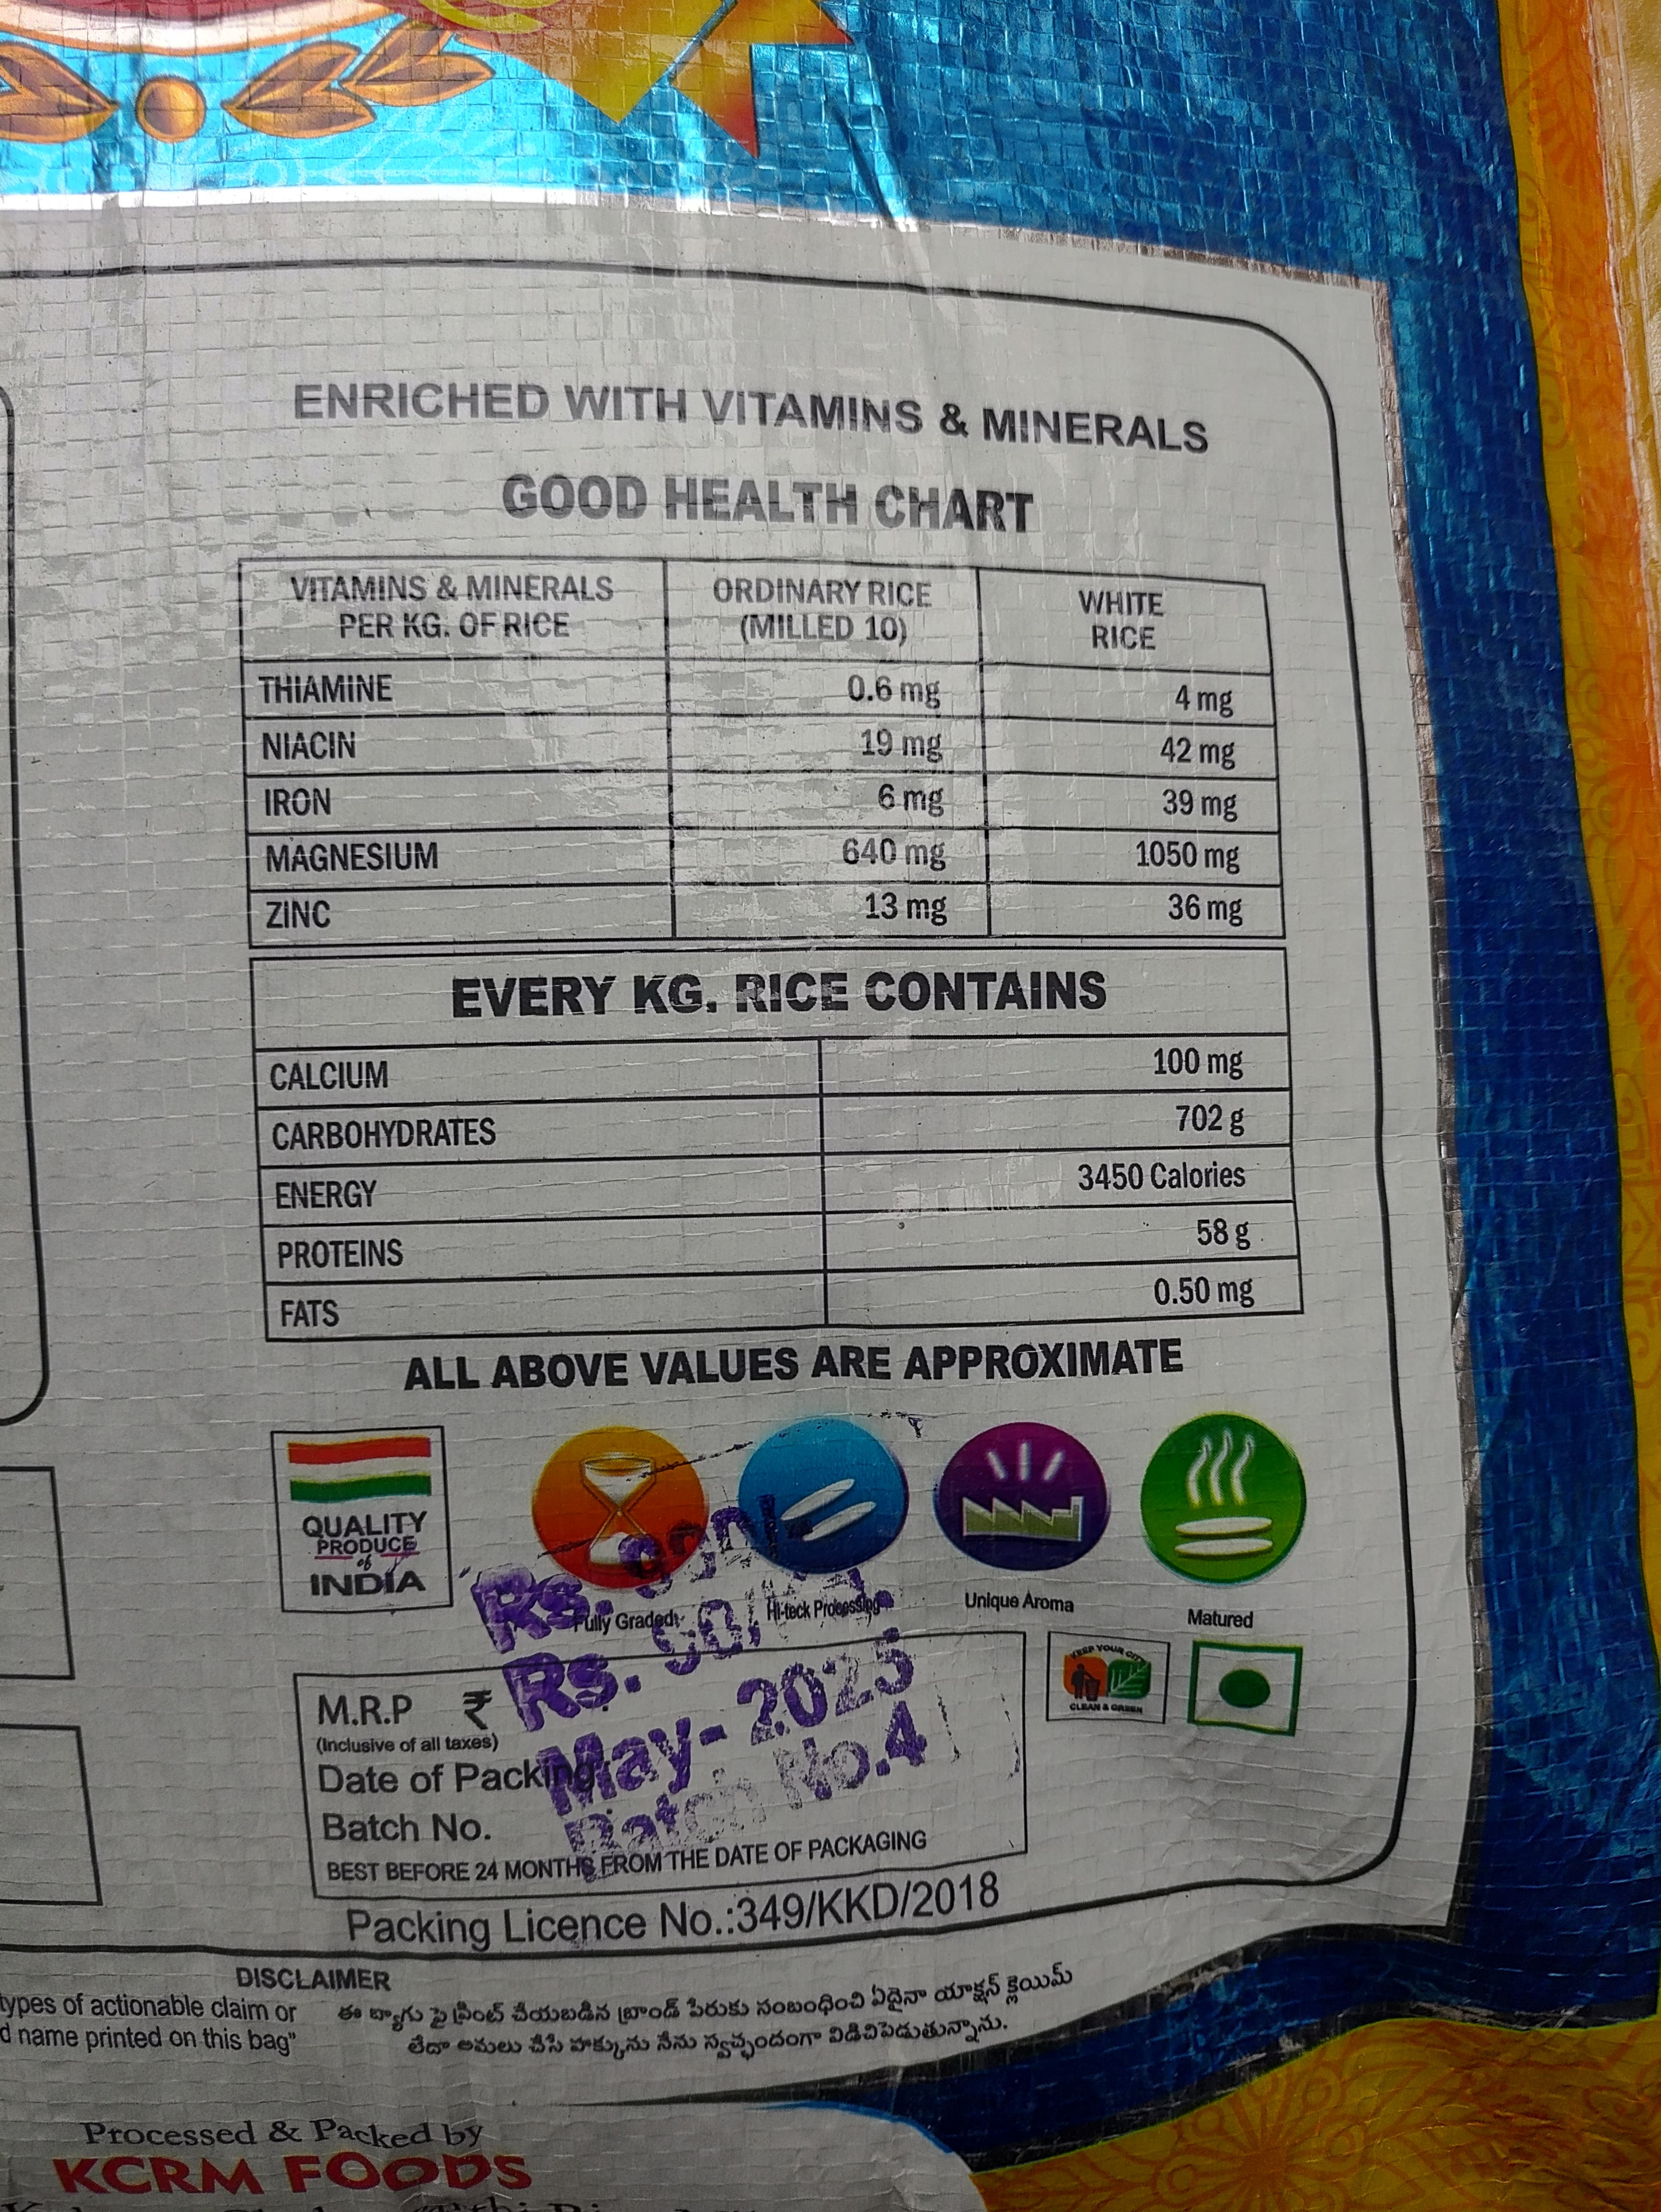 ENRICHED WITH VITAMINS & MINERALS
GOOD HEALTH CHART
VITAMINS & MINERALS PER KG. OF RICE ORDINARY RICE (MILLED 10) WHITE RICE
THIAMINE 0.6 mg 4 mg
NIACIN 19 mg 42 mg
IRON 6 mg 39 mg
MAGNESIUM 640 mg 1050 mg
ZINC 13 mg 36 mg
EVERY KG. RICE CONTAINS
CALCIUM 100 mg
CARBOHYDRATES 702 g
ENERGY 3450 Calories
PROTEINS 58 g
FATS 0.50 mg
ALL ABOVE VALUES ARE APPROXIMATE
QUALITY
PRODUCE
of
INDIA
Fully Graded
Hi-teck Processing
Unique Aroma
Matured
Rs.
Rs. 90/
KEEP YOUR CITY
CLEAN & GREEN
M.R.P ₹
(Inclusive of all taxes)
Date of Packing May-2025
Batch No. Batch No.4
BEST BEFORE 24 MONTHS FROM THE DATE OF PACKAGING
Packing Licence No.:349/KKD/2018
DISCLAIMER
types of actionable claim or
d name printed on this bag"
ఈ బ్యాగు పై ప్రింట్ చేయబడిన బ్రాండ్ పేరుకు సంబంధించి ఏదైనా యాక్షన్ క్లెయిమ్
లేదా అమలు చేసే హక్కును నేను స్వచ్ఛందంగా విడిచిపెడుతున్నాను.
Processed & Packed by
KCRM FOODS